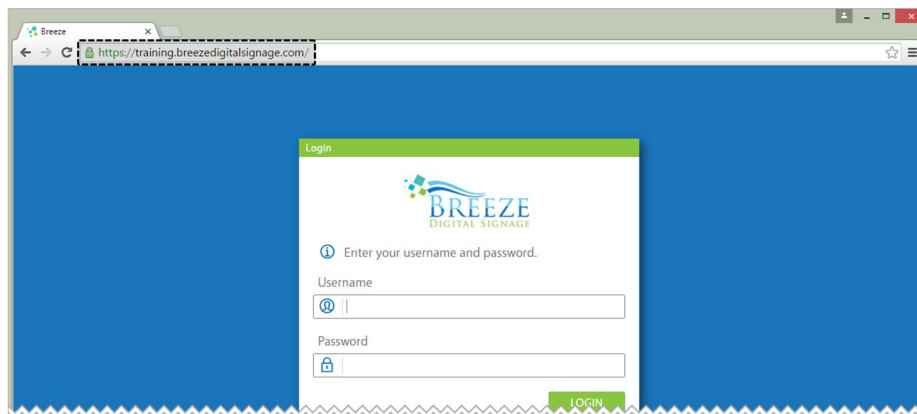 Breeze
https://training.breezedigitalsignage.com/
Login
BREEZE
DIGITAL SIGNAGE
Enter your username and password.
Username
Password
LOGIN